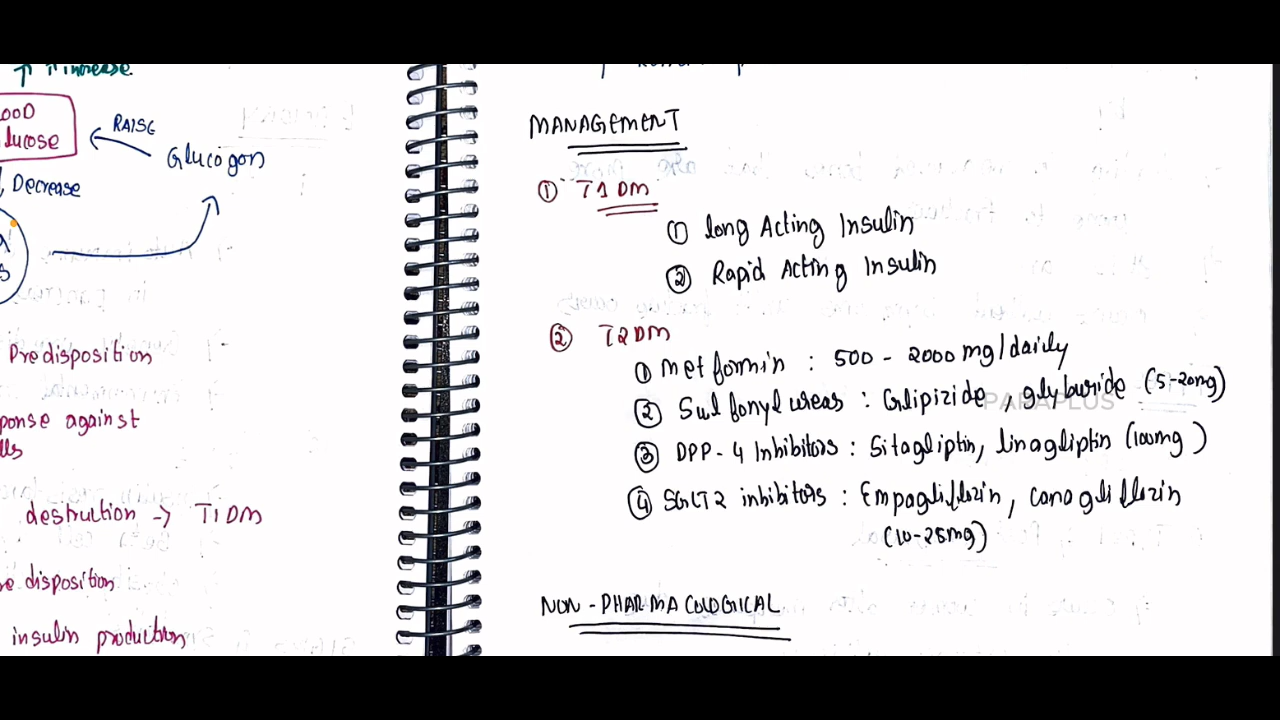 ↑ ↑ increase.
OOD
lucose
RAISE
Glucogon
Decrease
Predisposition
ponse against
lls
destruction → T1DM
e disposition
insulin production
MANAGEMENT
① T1DM
① Long Acting Insulin
② Rapid Acting Insulin
② T2DM
① Metformin : 500 - 2000 mg/daily
② Sulfonylureas : Glipizide, glyburide (5-20mg)
PARAPLUS
③ DPP-4 Inhibitors : Sitagliptin, linagliptin (100mg)
④ SGLT2 inhibitors : Empagliflozin, canagliflozin
(10-25mg)
NON-PHARMACOLOGICAL